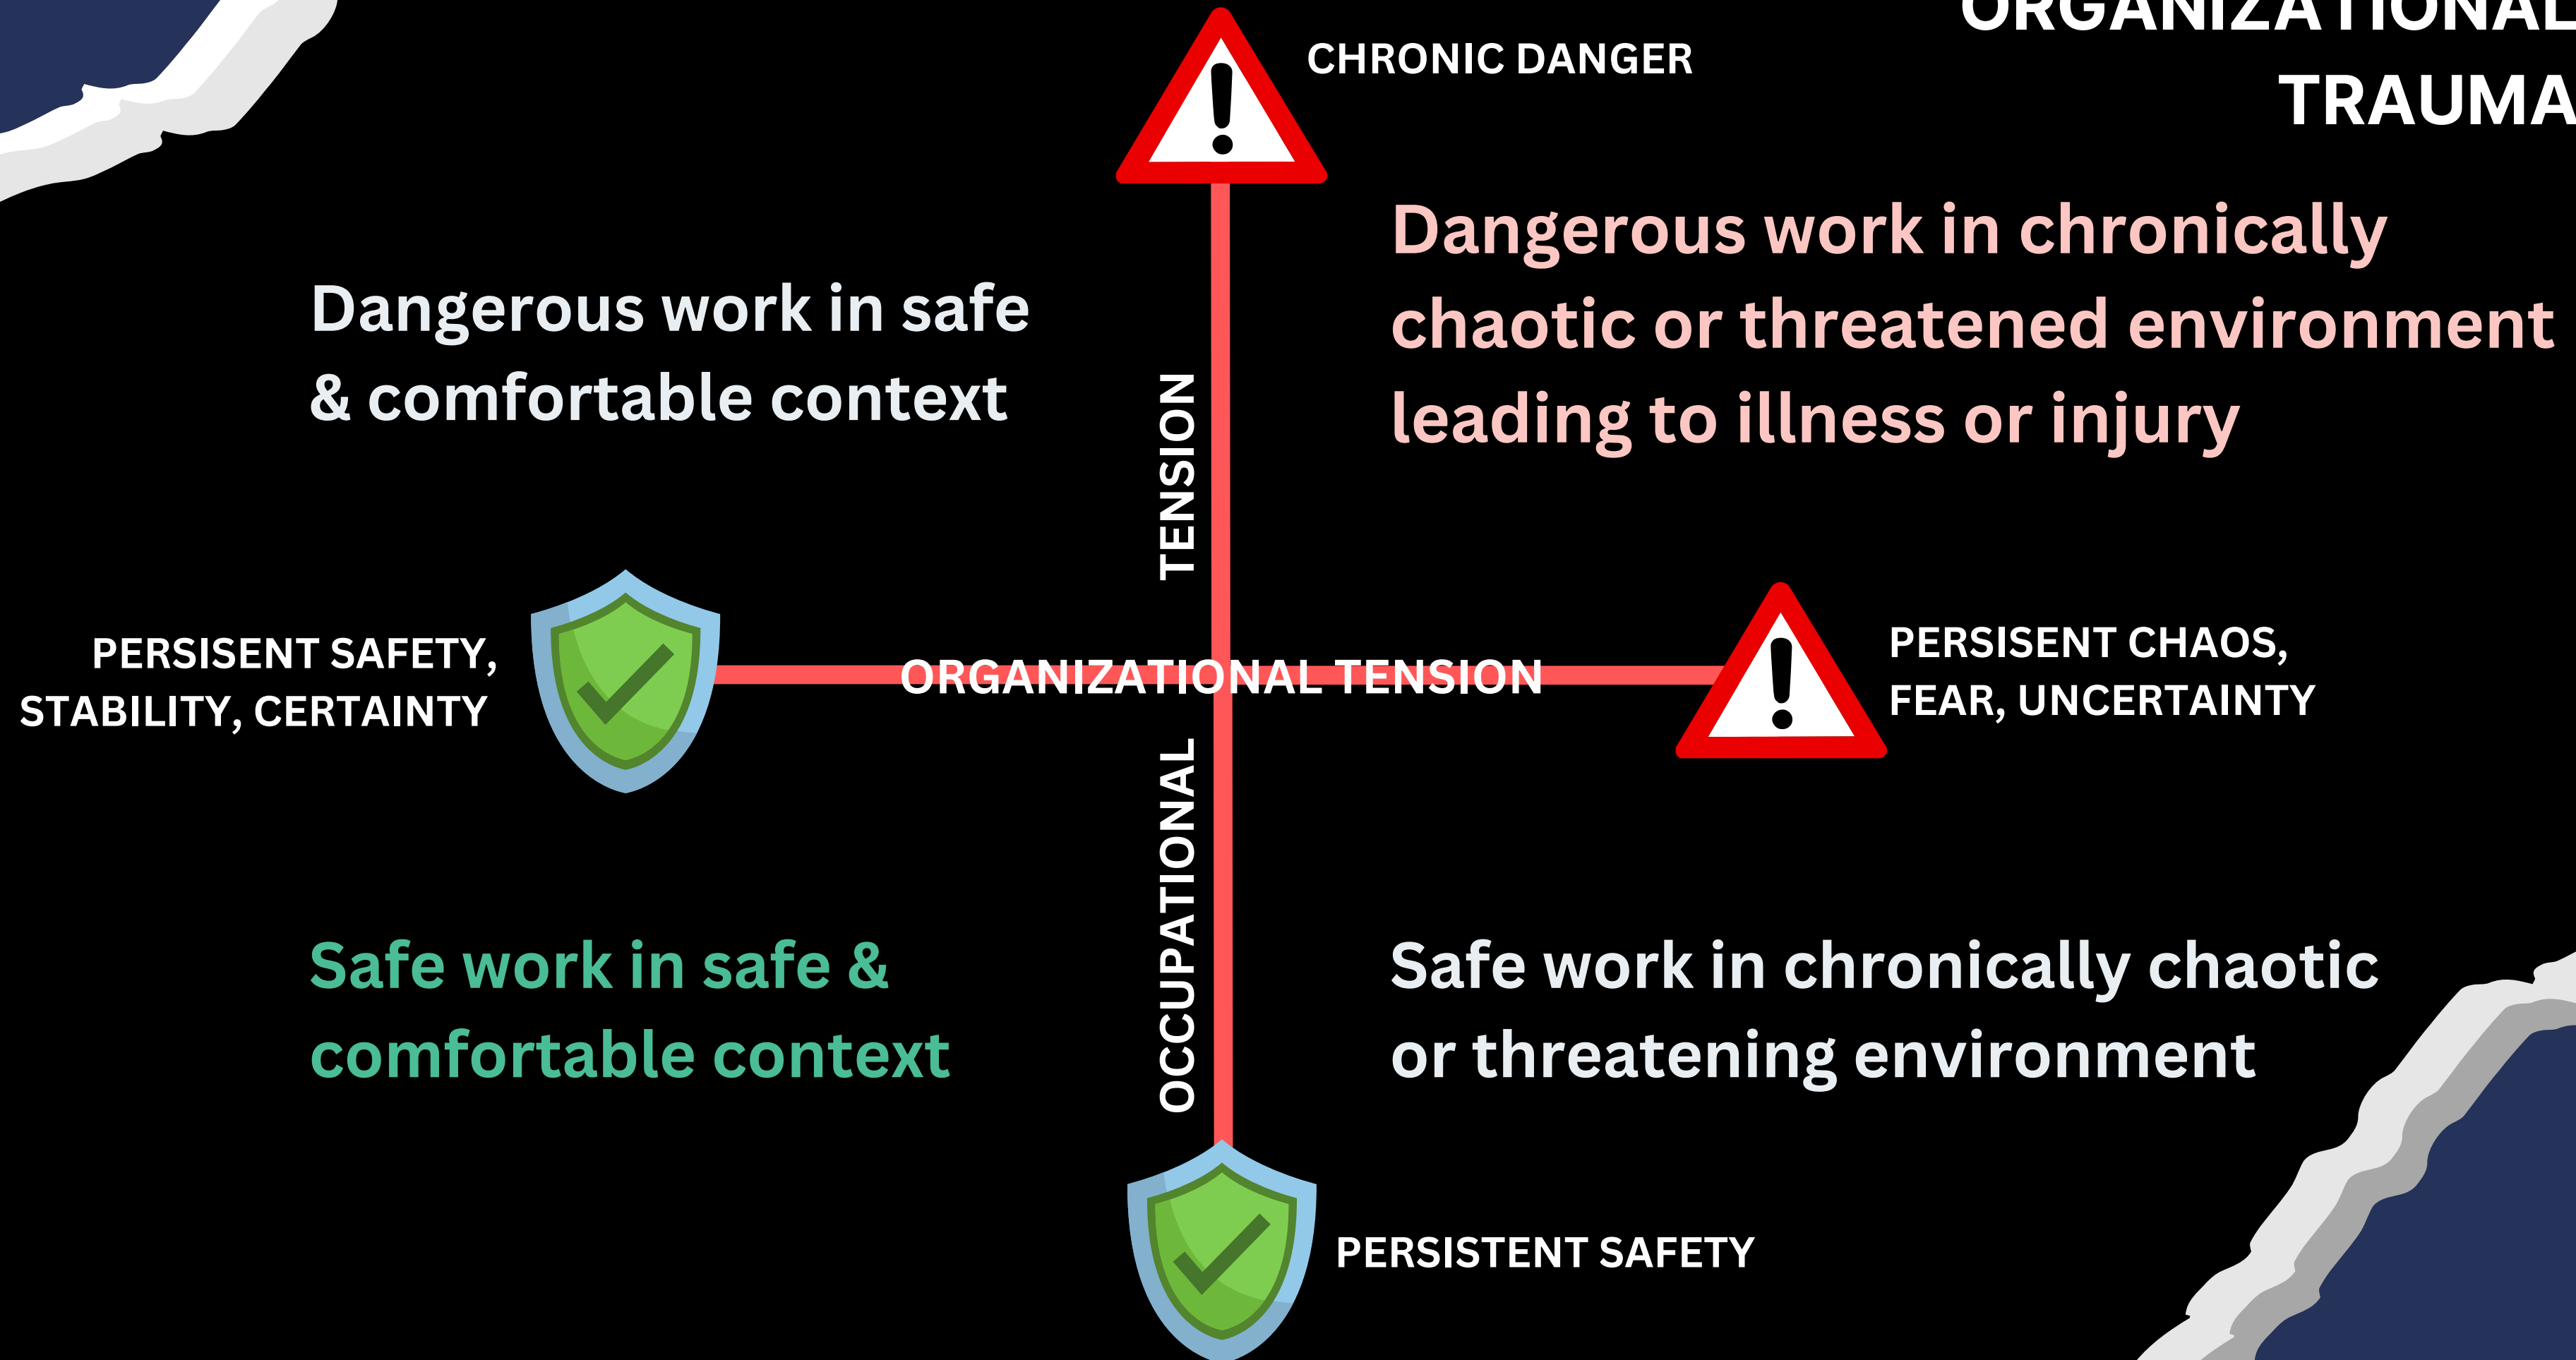 ORGANIZATIONAL
TRAUMA
CHRONIC DANGER
Dangerous work in safe
& comfortable context
Dangerous work in chronically
chaotic or threatened environment
leading to illness or injury
TENSION
PERSISENT SAFETY,
STABILITY, CERTAINTY
ORGANIZATIONAL TENSION
PERSISENT CHAOS,
FEAR, UNCERTAINTY
OCCUPATIONAL
Safe work in safe &
comfortable context
Safe work in chronically chaotic
or threatening environment
PERSISTENT SAFETY